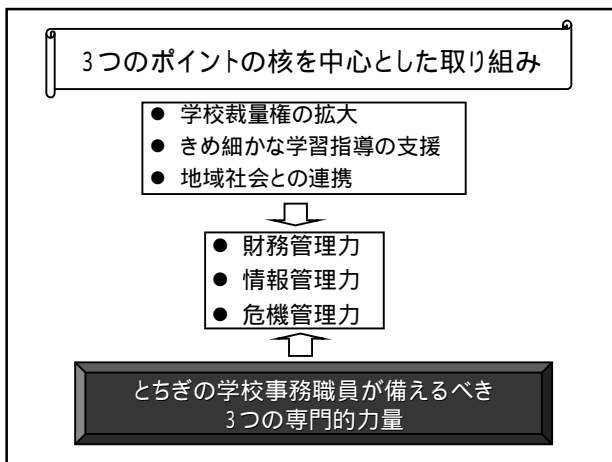 3つのポイントの核を中心とした取り組み
● 学校裁量権の拡大
● きめ細かな学習指導の支援
● 地域社会との連携
● 財務管理力
● 情報管理力
● 危機管理力
とちぎの学校事務職員が備えるべき
3つの専門的力量